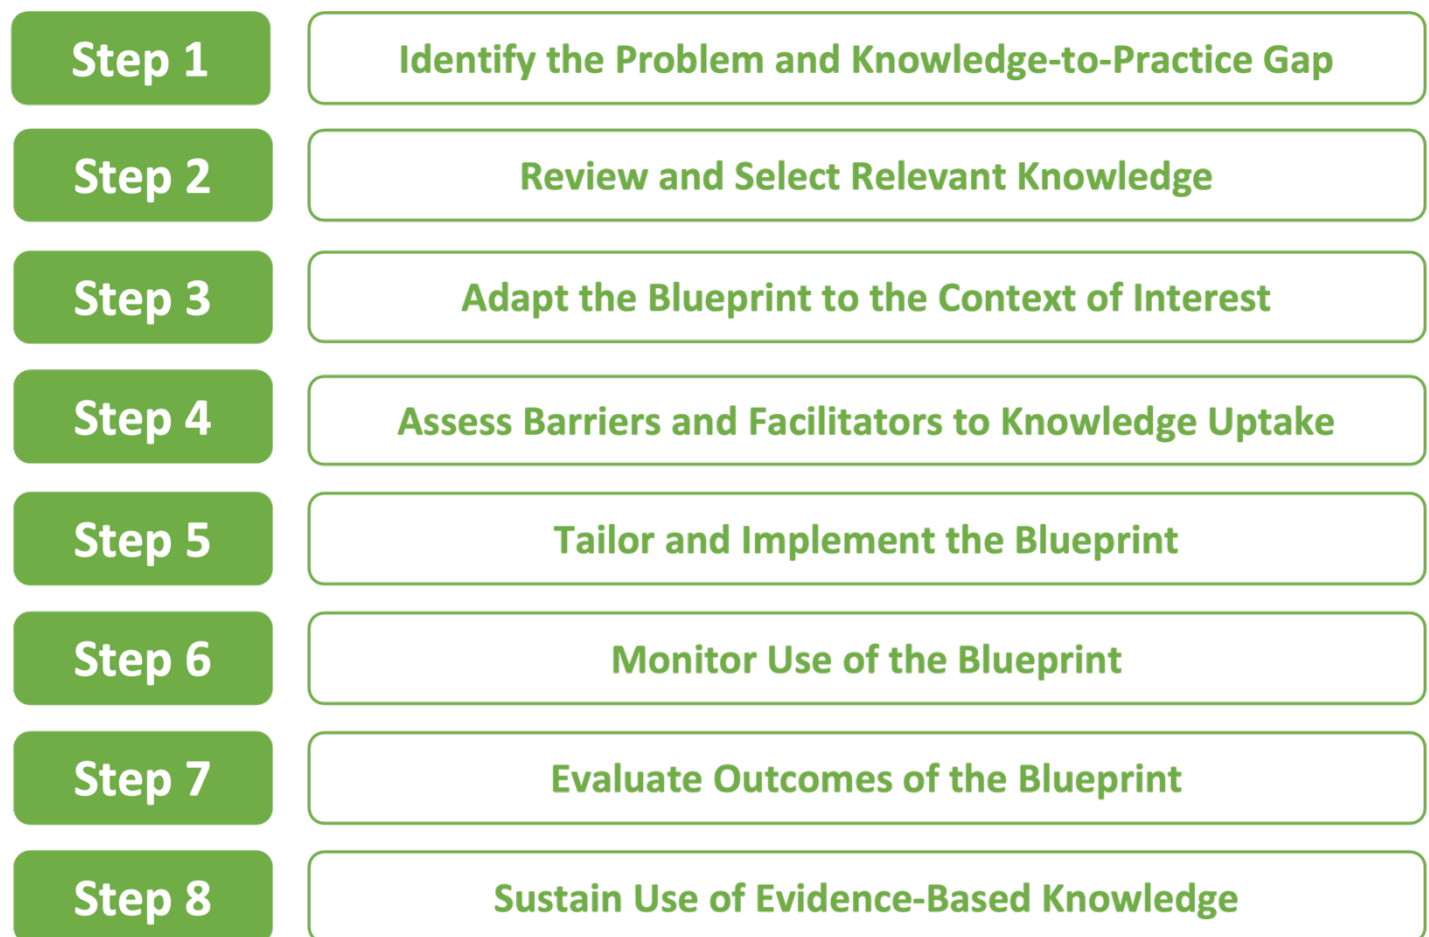 Step 1
Identify the Problem and Knowledge-to-Practice Gap
Step 2
Review and Select Relevant Knowledge
Step 3
Adapt the Blueprint to the Context of Interest
Step 4
Assess Barriers and Facilitators to Knowledge Uptake
Step 5
Tailor and Implement the Blueprint
Step 6
Monitor Use of the Blueprint
Step 7
Evaluate Outcomes of the Blueprint
Step 8
Sustain Use of Evidence-Based Knowledge